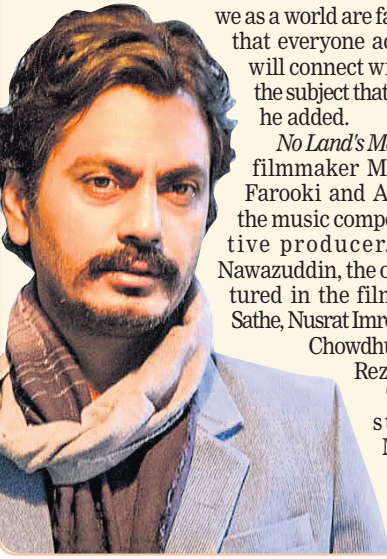 we as a world are fa
that everyone ac
will connect wi
the subject that
he added.
No Land's M
filmmaker M
Farooki and A
the music compo
tive producer.
Nawazuddin, the c
tured in the film
Sathe, Nusrat Imro
Chowdhu
Rez